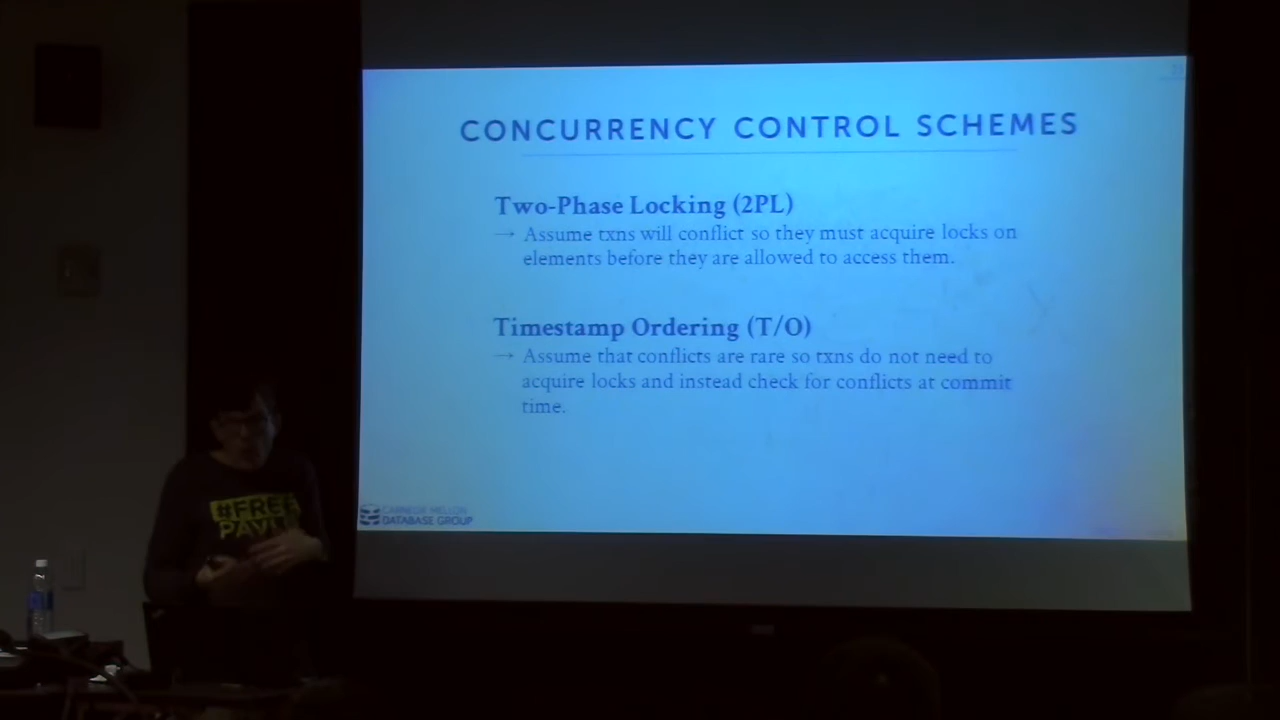 CONCURRENCY CONTROL SCHEMES
Two-Phase Locking (2PL)
→ Assume txns will conflict so they must acquire locks on
elements before they are allowed to access them.
Timestamp Ordering (T/O)
→ Assume that conflicts are rare so txns do not need to
acquire locks and instead check for conflicts at commit
time.
CARNEGIE MELLON
DATABASE GROUP
#FREE